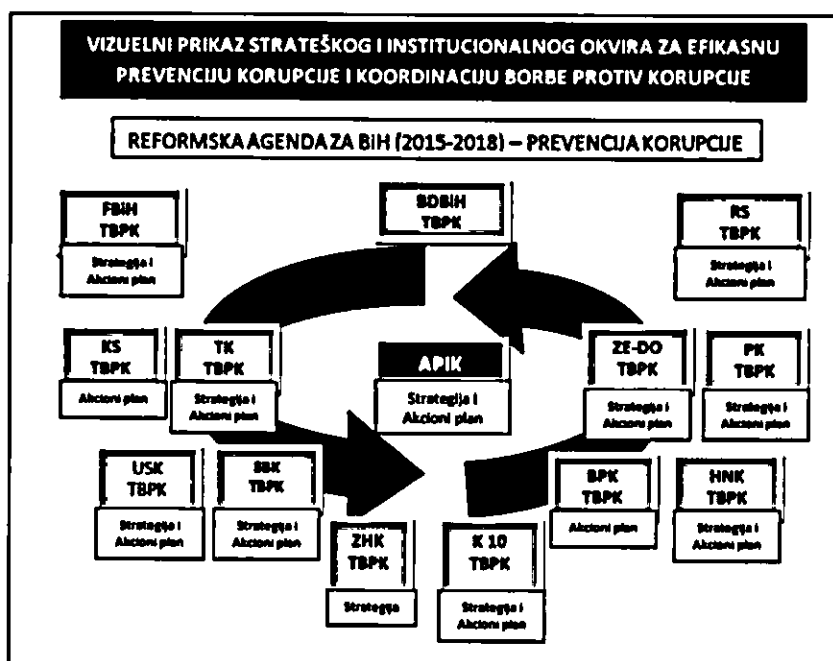 VIZUELNI PRIKAZ STRATEŠKOG I INSTITUCIONALNOG OKVIRA ZA EFIKASNU
PREVENCIJU KORUPCIJE I KOORDINACIJU BORBE PROTIV KORUPCIJE
REFORMSKA AGENDA ZA BiH (2015-2018) – PREVENCIJA KORUPCIJE
FBiH
TBPK
Strategija i
Akcioni plan
BDBiH
TBPK
RS
TBPK
Strategija i
Akcioni plan
KS
TBPK
Akcioni plan
TK
TBPK
Strategija i
Akcioni plan
APIK
Strategija i
Akcioni plan
ZE-DO
TBPK
Strategija i
Akcioni plan
PK
TBPK
Strategija i
Akcioni plan
USK
TBPK
Strategija i
Akcioni plan
SBK
TBPK
Strategija i
Akcioni plan
ZHK
TBPK
Strategija
K 10
TBPK
Strategija i
Akcioni plan
BPK
TBPK
Akcioni plan
HNK
TBPK
Strategija i
Akcioni plan